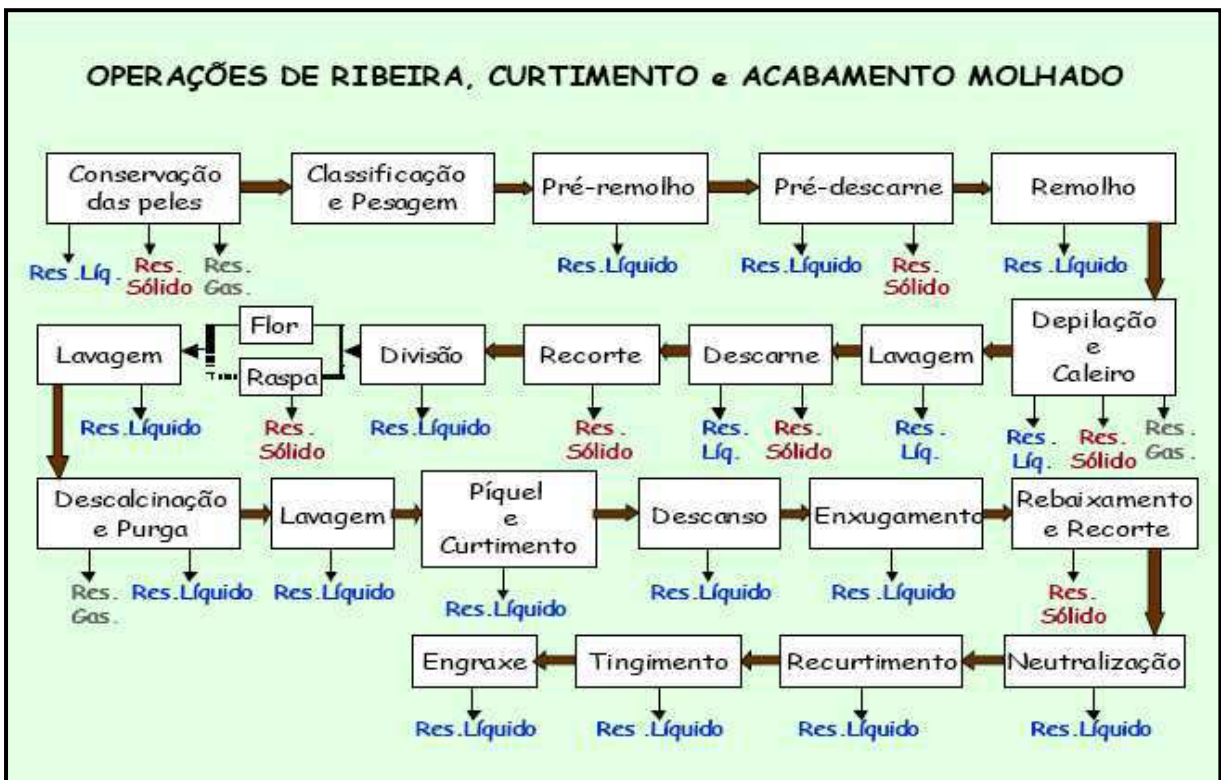 OPERAÇÕES DE RIBEIRA, CURTIMENTO e ACABAMENTO MOLHADO
Conservação
das peles
Classificação
e Pesagem
Pré-remolho
Pré-descarne
Remolho
Res.Líq.
Res.
Sólido
Res.
Gas.
Res.Líquido
Res.Líquido
Res.
Sólido
Res.Líquido
Lavagem
Flor
Raspa
Divisão
Recorte
Descarne
Lavagem
Depilação
e
Caleiro
Res.Líquido
Res.
Sólido
Res.Líquido
Res.
Sólido
Res.
Líq.
Res.
Sólido
Res.
Líq.
Res.
Líq.
Res.
Sólido
Res.
Gas.
Descalcinação
e Purga
Lavagem
Píquel
e
Curtimento
Descanso
Enxugamento
Rebaixamento
e Recorte
Res.
Gas.
Res.Líquido
Res.Líquido
Res.Líquido
Res.Líquido
Res.Líquido
Res.
Sólido
Engraxe
Tingimento
Recurtimento
Neutralização
Res.Líquido
Res.Líquido
Res.Líquido
Res.Líquido